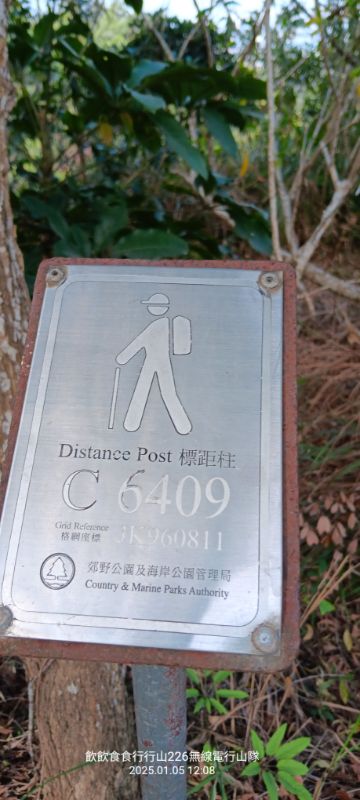 Distance Post 標距柱
C 6409
Grid Reference
格網座標 JK960811
郊野公園及海岸公園管理局
Country & Marine Parks Authority
飲飲食食行行山226無線電行山隊
2025.01.05 12:08